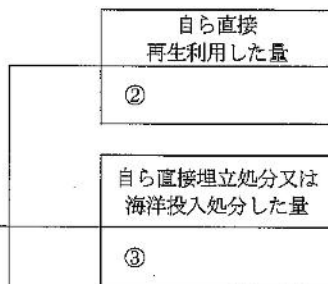 自ら直接
再生利用した量
②
自ら直接埋立処分又は
海洋投入処分した量
③